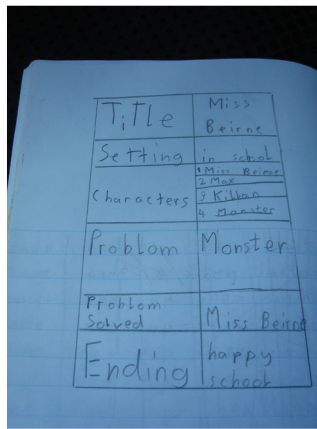 TiTle
Miss
Beirne
Setting
in school
Characters
1 Miss Beirne
2 Max
3 Killian
4 Monster
Problom
Monster
Problom
Solved
Miss Beirne
Ending
happy
school